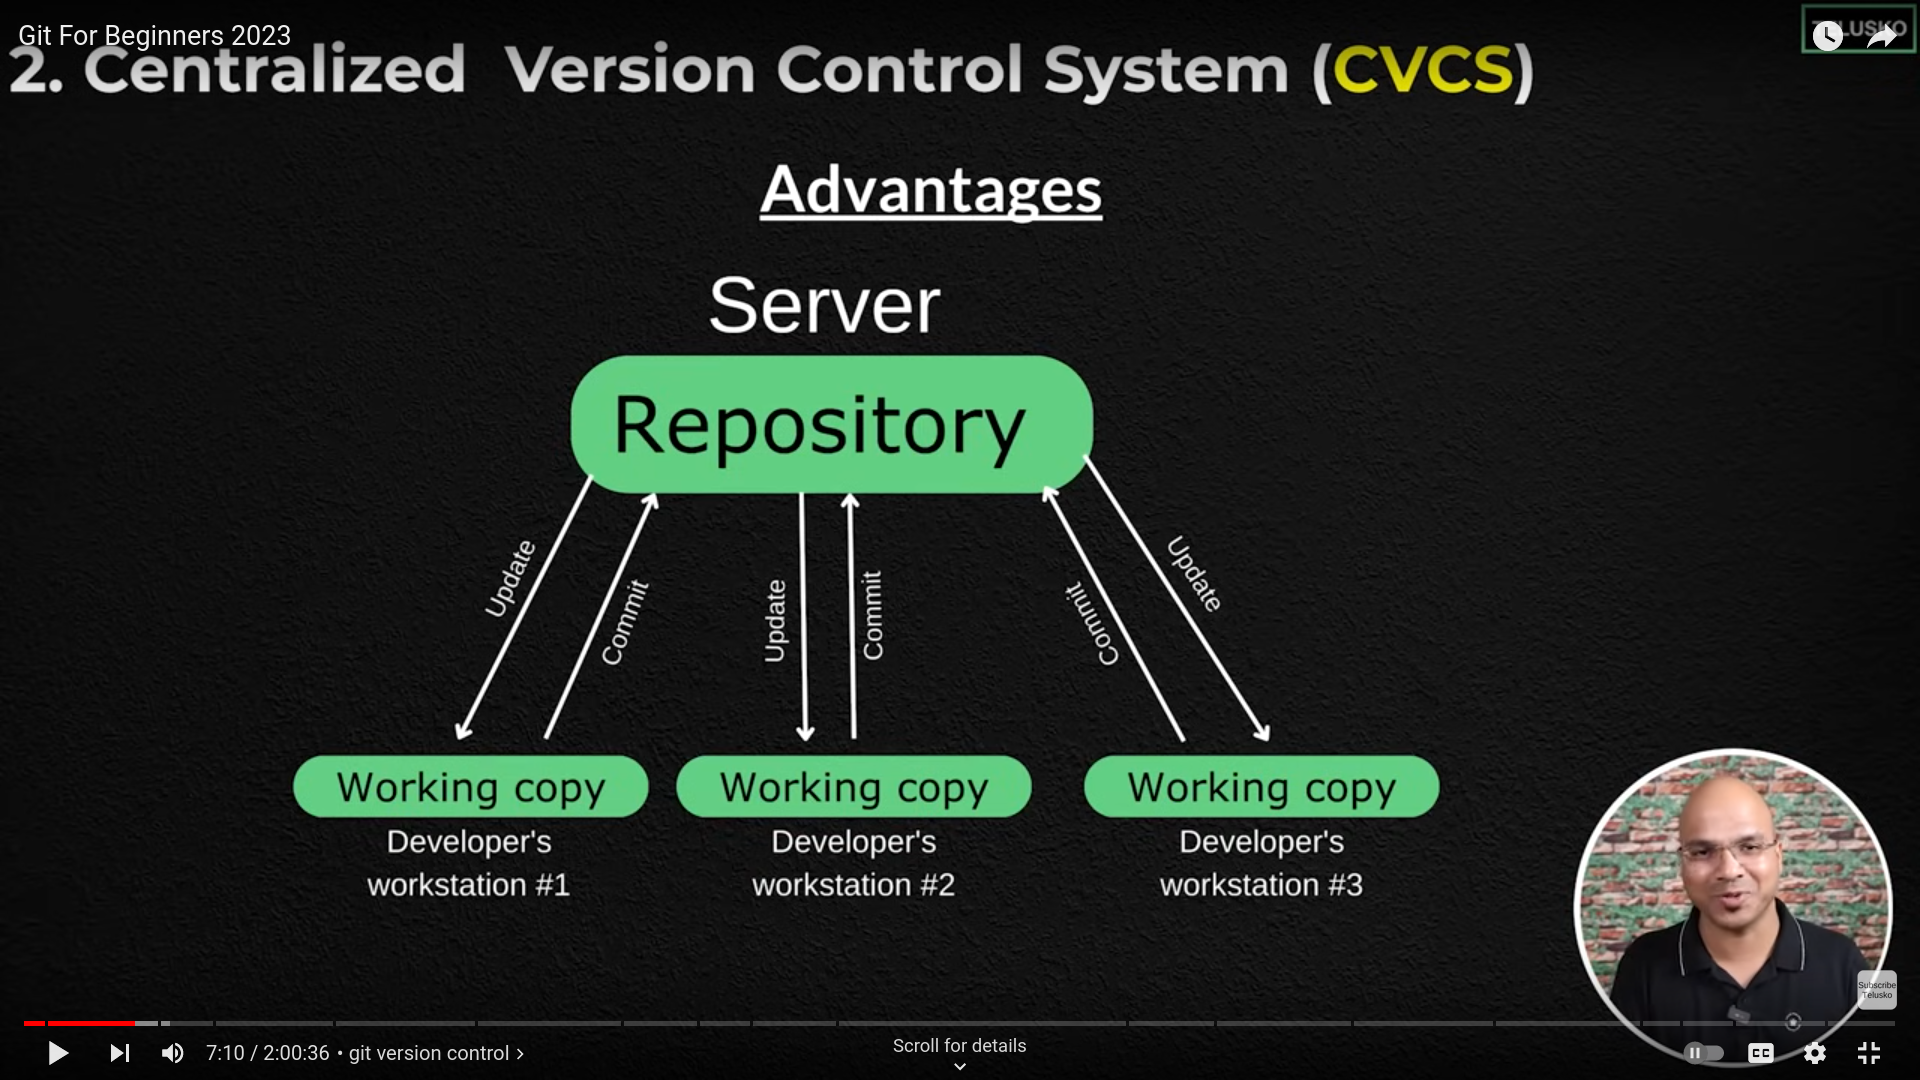 Git For Beginners 2023
TELUSKO
2. Centralized Version Control System (CVCS)
Advantages
Server
Repository
Update
Commit
Update
Commit
Commit
Update
Working copy
Working copy
Working copy
Developer's
workstation #1
Developer's
workstation #2
Developer's
workstation #3
Subscribe
Telusko
7:10 / 2:00:36 • git version control ›
Scroll for details
CC